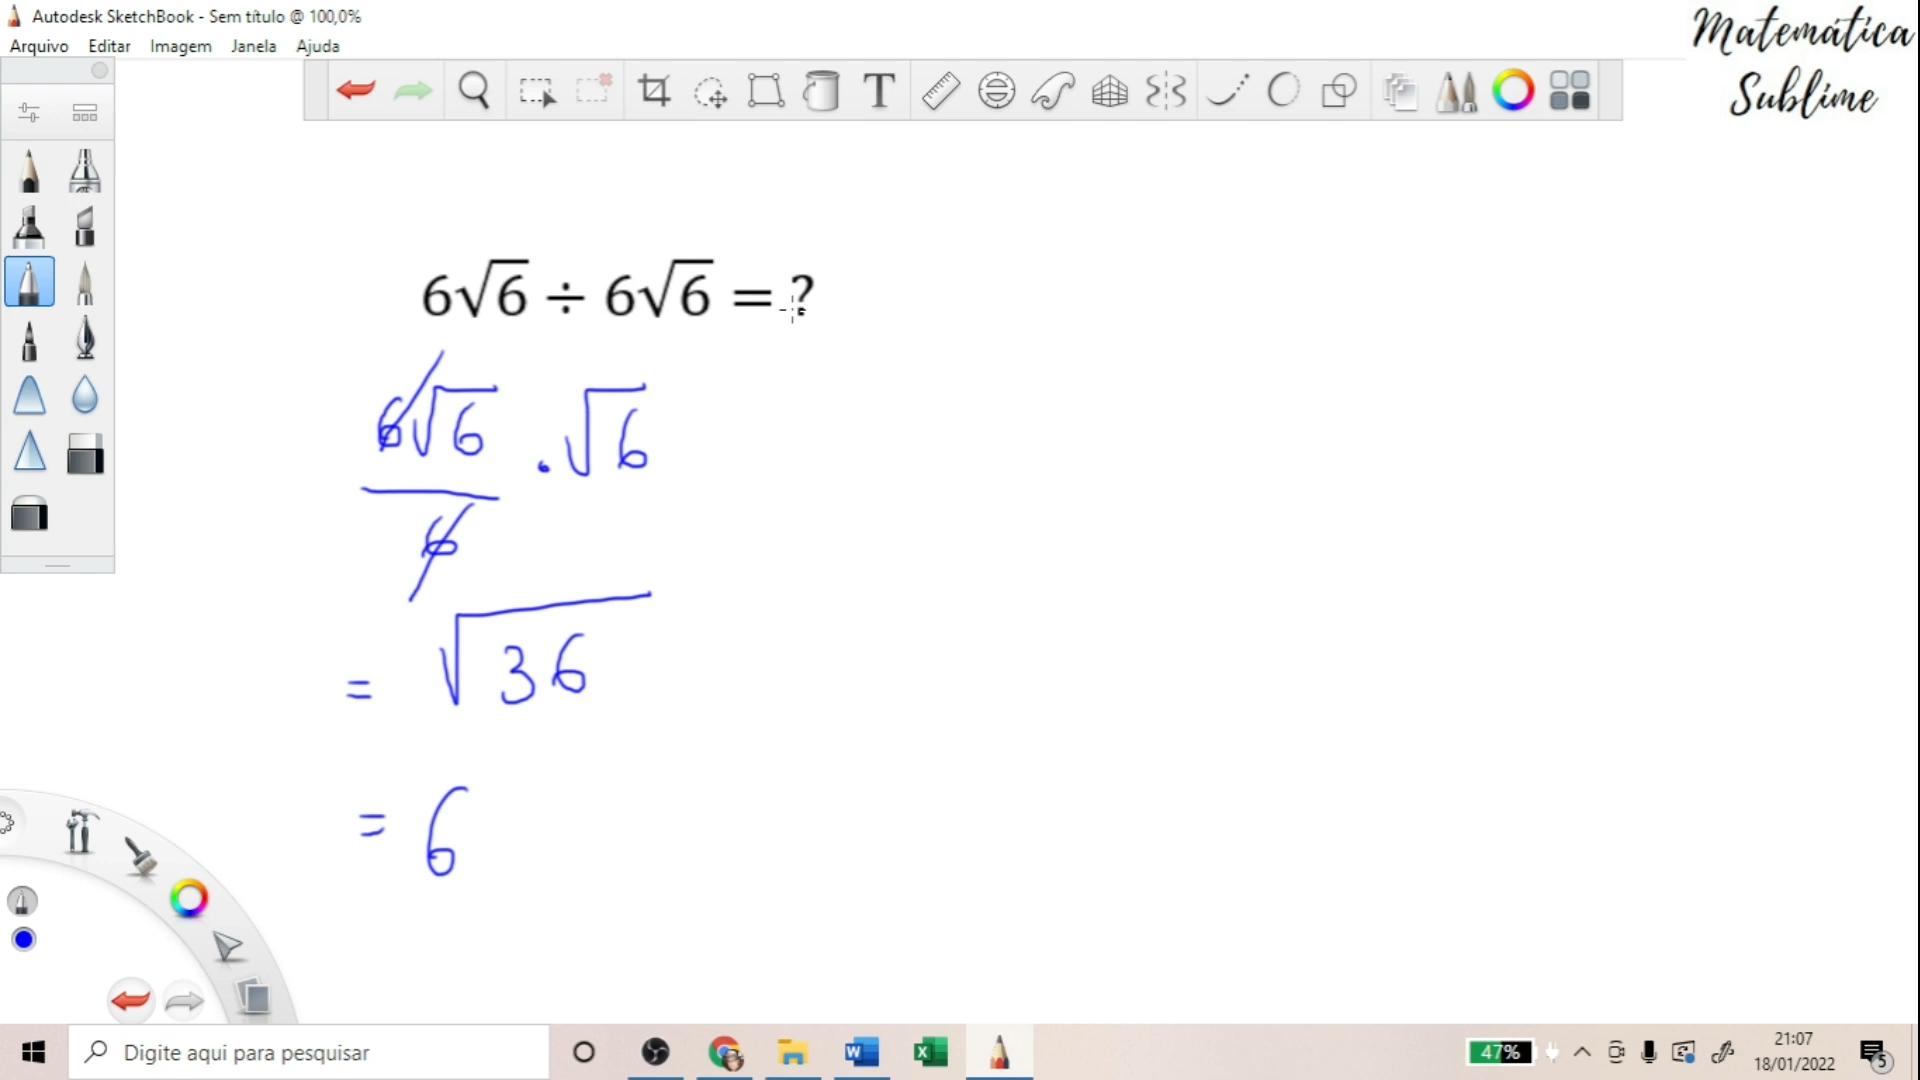 Autodesk SketchBook - Sem título @ 100,0%
Arquivo Editar Imagem Janela Ajuda
Matemática
Sublime
T
6√6 ÷ 6√6 = ?
6√6 . √6
6
= √36
= 6
Digite aqui para pesquisar
47%
21:07
18/01/2022
5